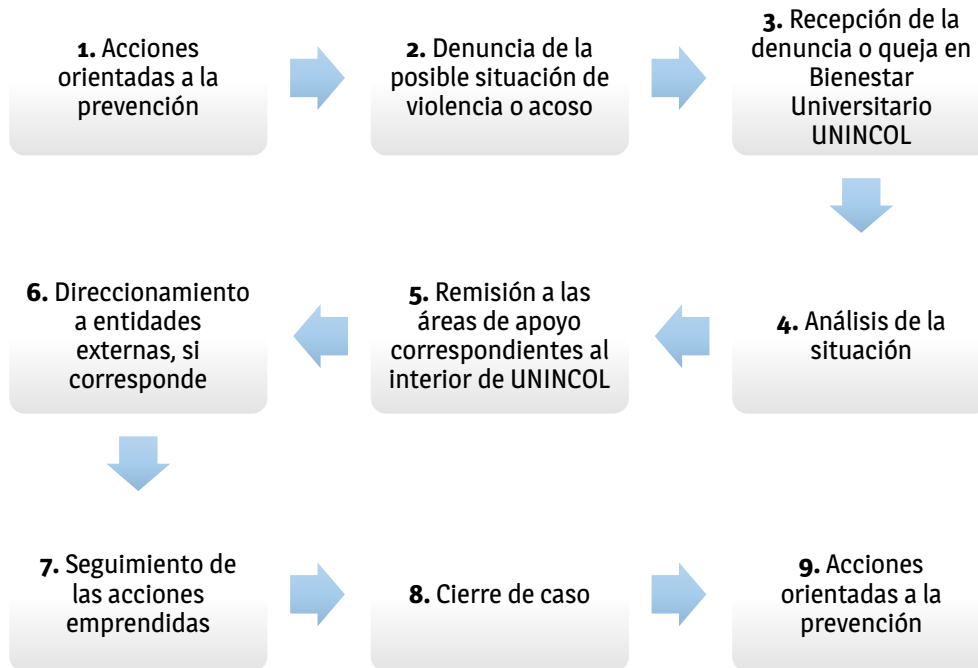 1. Acciones
orientadas a la
prevención
2. Denuncia de la
posible situación de
violencia o acoso
3. Recepción de la
denuncia o queja en
Bienestar
Universitario
UNINCOL
4. Análisis de la
situación
5. Remisión a las
áreas de apoyo
correspondientes al
interior de UNINCOL
6. Direccionamiento
a entidades
externas, si
corresponde
7. Seguimiento de
las acciones
emprendidas
8. Cierre de caso
9. Acciones
orientadas a la
prevención